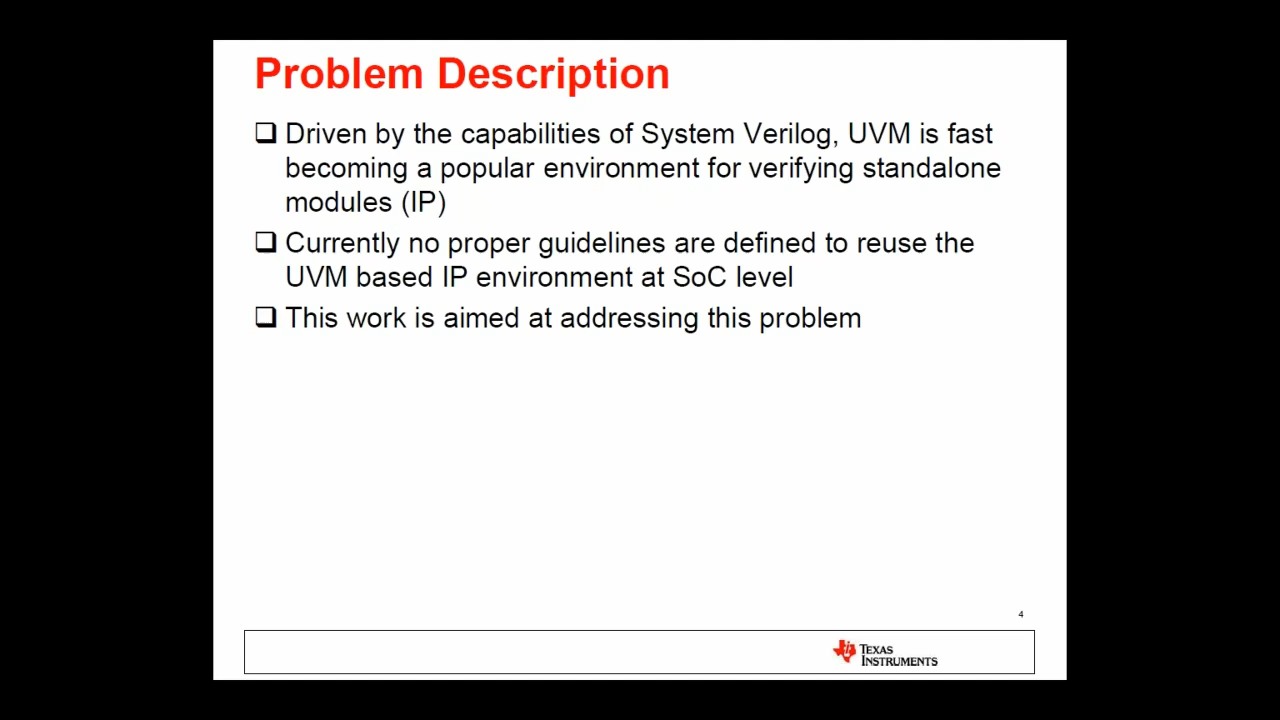 Problem Description
❑ Driven by the capabilities of System Verilog, UVM is fast
becoming a popular environment for verifying standalone
modules (IP)
❑ Currently no proper guidelines are defined to reuse the
UVM based IP environment at SoC level
❑ This work is aimed at addressing this problem
4
TEXAS
INSTRUMENTS